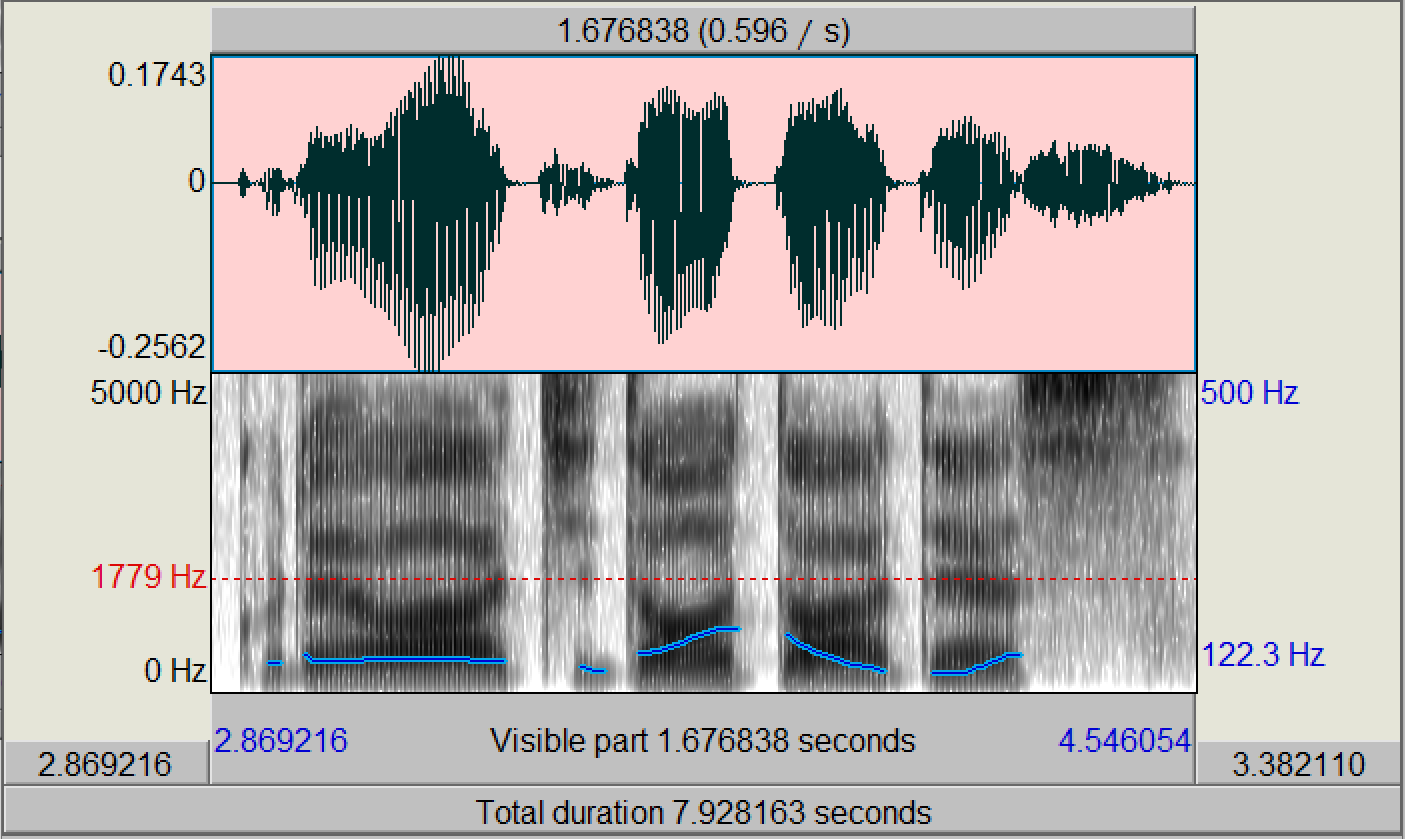 1.676838 (0.596 / s)
0.1743
0
-0.2562
5000 Hz
500 Hz
1779 Hz
0 Hz
122.3 Hz
2.869216 Visible part 1.676838 seconds 4.546054
2.869216
3.382110
Total duration 7.928163 seconds